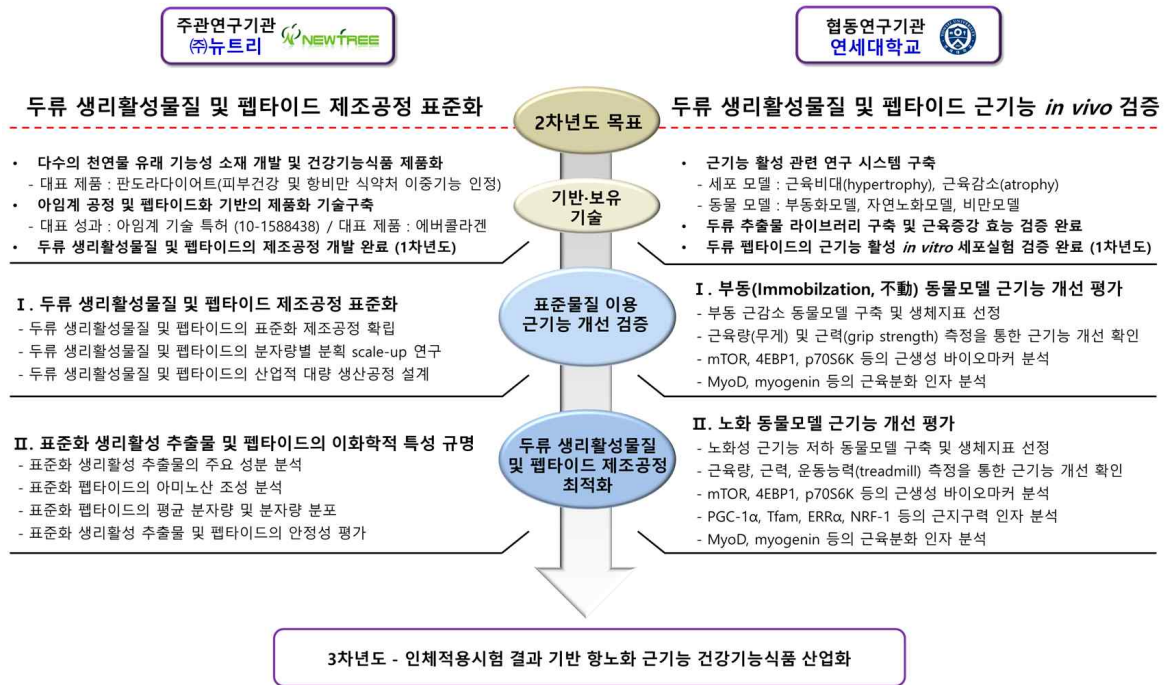 주관연구기관
㈜뉴트리
NEWTREE
협동연구기관
연세대학교
두류 생리활성물질 및 펩타이드 제조공정 표준화
2차년도 목표
두류 생리활성물질 및 펩타이드 근기능 in vivo 검증
• 다수의 천연물 유래 기능성 소재 개발 및 건강기능식품 제품화
- 대표 제품 : 판도라다이어트(피부건강 및 항비만 식약처 이중기능 인정)
• 아임계 공정 및 펩타이드화 기반의 제품화 기술구축
- 대표 성과 : 아임계 기술 특허 (10-1588438) / 대표 제품 : 에버콜라겐
• 두류 생리활성물질 및 펩타이드의 제조공정 개발 완료 (1차년도)
기반·보유
기술
• 근기능 활성 관련 연구 시스템 구축
- 세포 모델 : 근육비대(hypertrophy), 근육감소(atrophy)
- 동물 모델 : 부동화모델, 자연노화모델, 비만모델
• 두류 추출물 라이브러리 구축 및 근육증강 효능 검증 완료
• 두류 펩타이드의 근기능 활성 in vitro 세포실험 검증 완료 (1차년도)
Ⅰ. 두류 생리활성물질 및 펩타이드 제조공정 표준화
- 두류 생리활성물질 및 펩타이드의 표준화 제조공정 확립
- 두류 생리활성물질 및 펩타이드의 분자량별 분획 scale-up 연구
- 두류 생리활성물질 및 펩타이드의 산업적 대량 생산공정 설계
표준물질 이용
근기능 개선 검증
Ⅰ. 부동(Immobilzation, 不動) 동물모델 근기능 개선 평가
- 부동 근감소 동물모델 구축 및 생체지표 선정
- 근육량(무게) 및 근력(grip strength) 측정을 통한 근기능 개선 확인
- mTOR, 4EBP1, p70S6K 등의 근생성 바이오마커 분석
- MyoD, myogenin 등의 근육분화 인자 분석
Ⅱ. 표준화 생리활성 추출물 및 펩타이드의 이화학적 특성 규명
- 표준화 생리활성 추출물의 주요 성분 분석
- 표준화 펩타이드의 아미노산 조성 분석
- 표준화 펩타이드의 평균 분자량 및 분자량 분포
- 표준화 생리활성 추출물 및 펩타이드의 안정성 평가
두류 생리활성물질
및 펩타이드 제조공정
최적화
Ⅱ. 노화 동물모델 근기능 개선 평가
- 노화성 근기능 저하 동물모델 구축 및 생체지표 선정
- 근육량, 근력, 운동능력(treadmill) 측정을 통한 근기능 개선 확인
- mTOR, 4EBP1, p70S6K 등의 근생성 바이오마커 분석
- PGC-1α, Tfam, ERRα, NRF-1 등의 근지구력 인자 분석
- MyoD, myogenin 등의 근육분화 인자 분석
3차년도 - 인체적용시험 결과 기반 항노화 근기능 건강기능식품 산업화